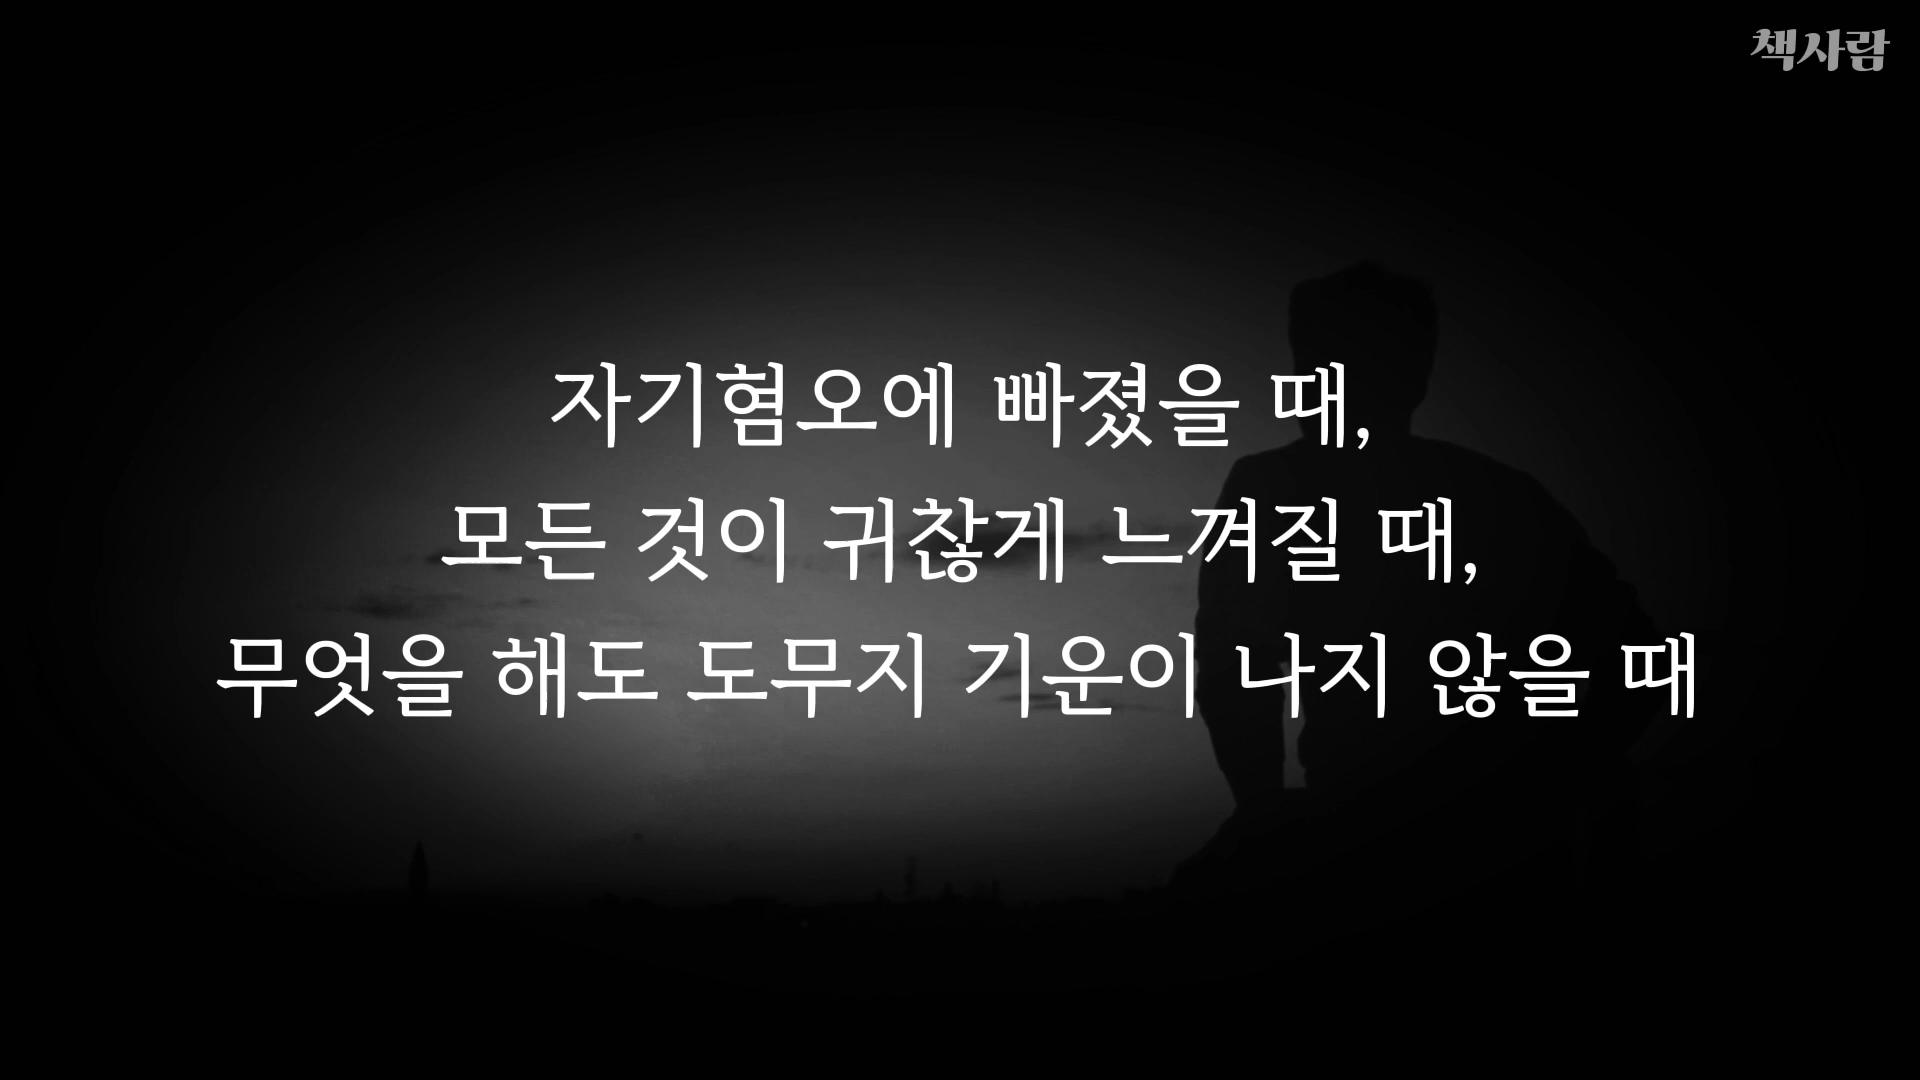 책사람
자기혐오에 빠졌을 때,
모든 것이 귀찮게 느껴질 때,
무엇을 해도 도무지 기운이 나지 않을 때